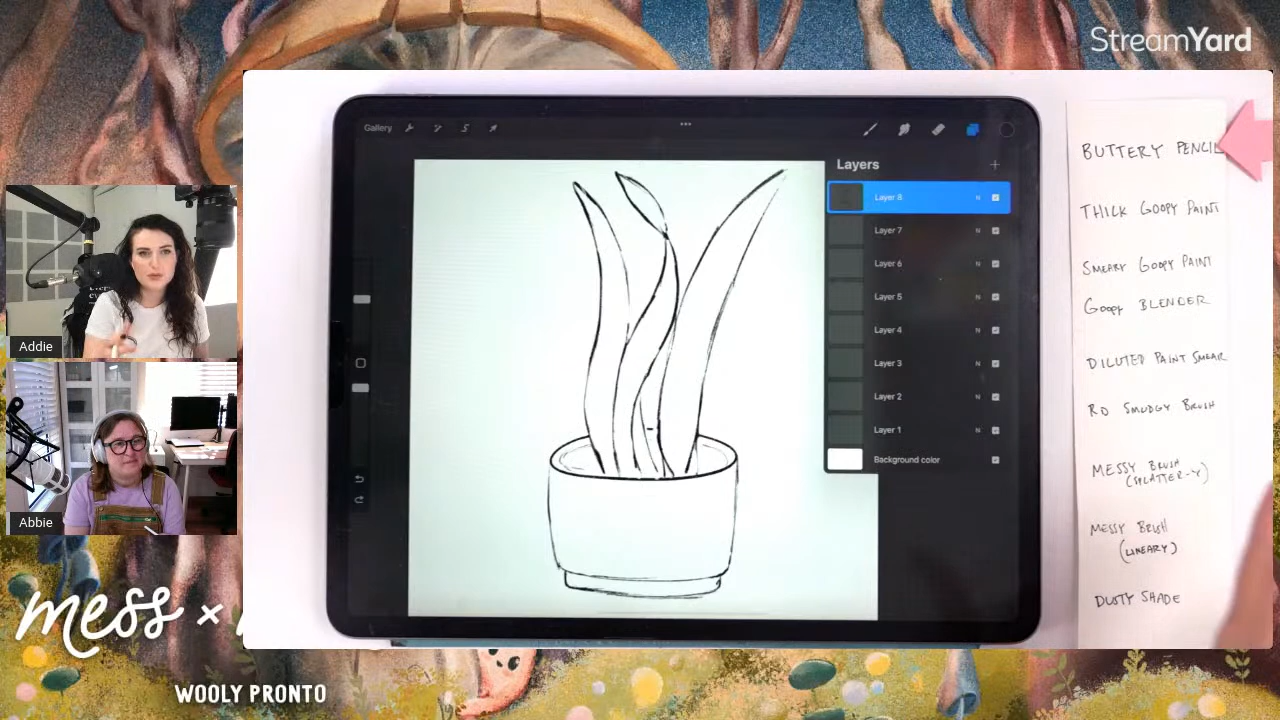 StreamYard
Gallery
Layers
Layer 8
N
Layer 7
N
Layer 6
N
Layer 5
N
Layer 4
N
Layer 3
N
Layer 2
N
Layer 1
N
Background color
BUTTERY PENCIL
THICK GOOPY PAINT
SMEARY GOOPY PAINT
GOOPY BLENDER
DILUTED PAINT SMEAR
RD SMUDGY BRUSH
MESSY BRUSH
(SPLATTER-Y)
MESSY BRUSH
(LINEARY)
DUSTY SHADE
Addie
Abbie
mess ×
WOOLY PRONTO